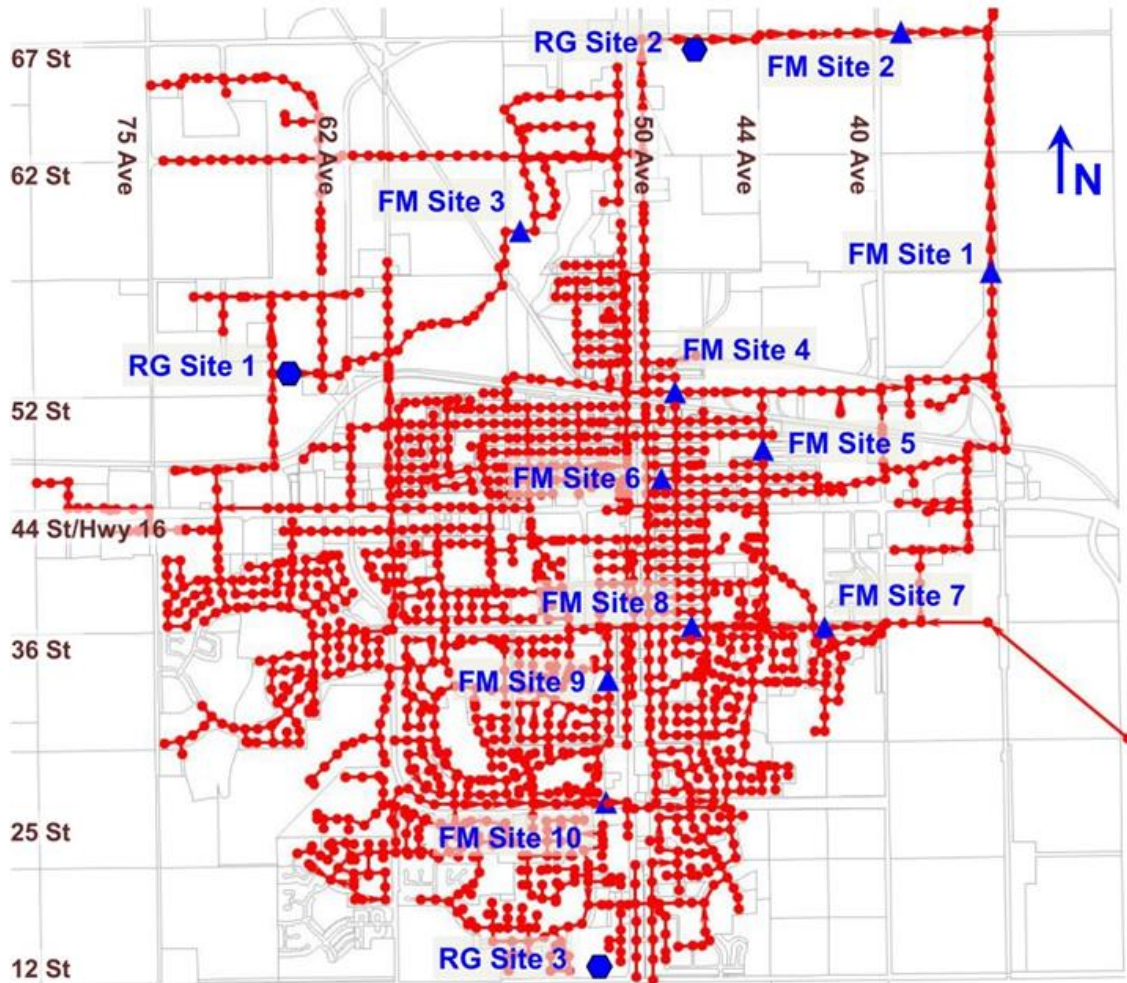 RG Site 2
67 St
FM Site 2
75 Ave
62 Ave
50 Ave
44 Ave
40 Ave
62 St
N
FM Site 3
FM Site 1
RG Site 1
FM Site 4
52 St
FM Site 5
FM Site 6
44 St/Hwy 16
FM Site 8
FM Site 7
36 St
FM Site 9
25 St
FM Site 10
RG Site 3
12 St